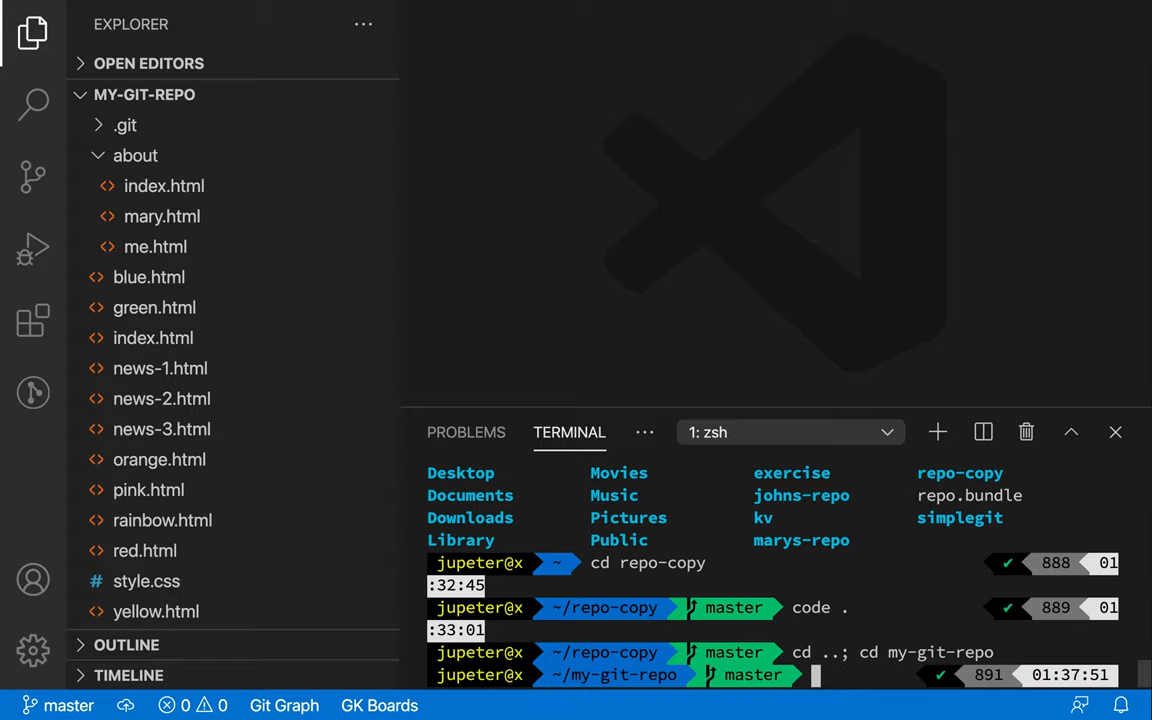 EXPLORER
OPEN EDITORS
MY-GIT-REPO
.git
about
index.html
mary.html
me.html
blue.html
green.html
index.html
news-1.html
news-2.html
news-3.html
orange.html
pink.html
rainbow.html
red.html
# style.css
yellow.html
OUTLINE
TIMELINE
PROBLEMS TERMINAL ... 1: zsh
Desktop Movies exercise repo-copy
Documents Music johns-repo repo.bundle
Downloads Pictures kv simplegit
Library Public marys-repo
jupeter@x ~ cd repo-copy ✔ 888 01
:32:45
jupeter@x ~/repo-copy master code . ✔ 889 01
:33:01
jupeter@x ~/repo-copy master cd ..; cd my-git-repo
jupeter@x ~/my-git-repo master ✔ 891 01:37:51
master 0 0 Git Graph GK Boards